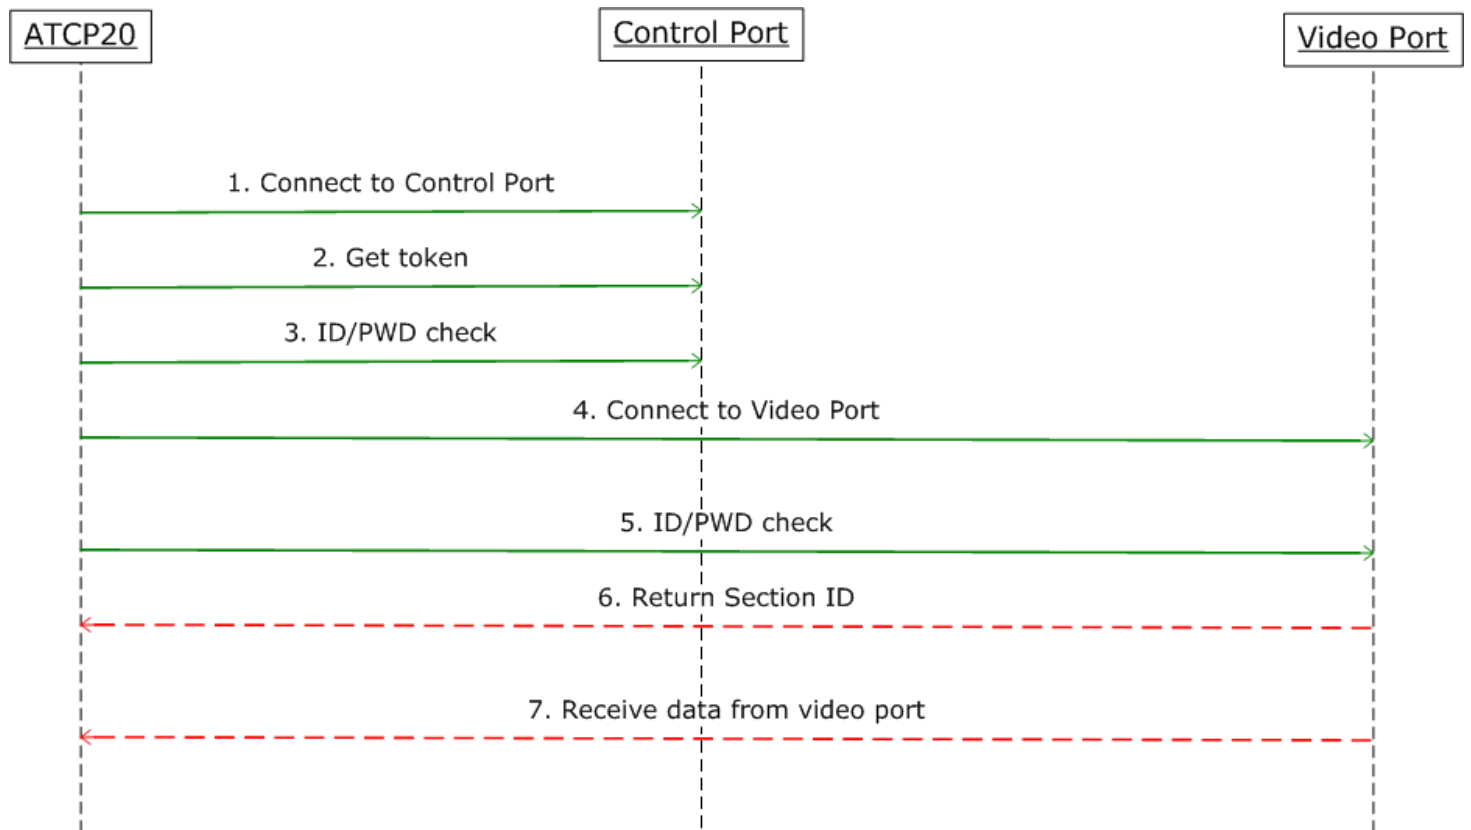 ATCP20
Control Port
Video Port
1. Connect to Control Port
2. Get token
3. ID/PWD check
4. Connect to Video Port
5. ID/PWD check
6. Return Section ID
7. Receive data from video port